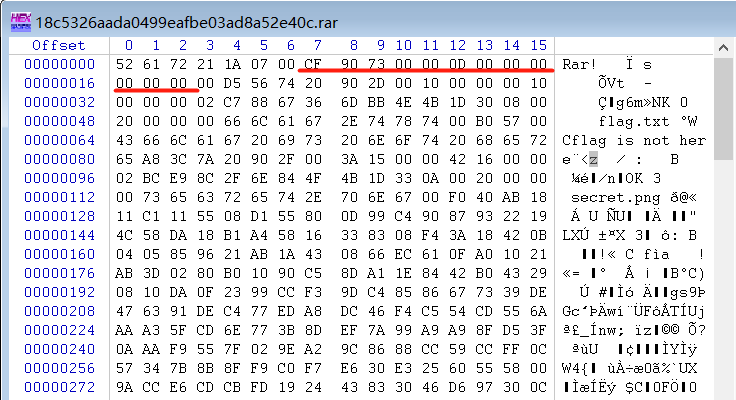 18c5326aada0499eafbe03ad8a52e40c.rar
Offset 0 1 2 3 4 5 6 7 8 9 10 11 12 13 14 15
00000000 52 61 72 21 1A 07 00 CF 90 73 00 00 0D 00 00 00 Rar! Ï s
00000016 00 00 00 00 D5 56 74 20 90 2D 00 10 00 00 00 10 ÕVt -
00000032 00 00 00 02 C7 88 67 36 6D BB 4E 4B 1D 30 08 00 Ç g6m»NK 0
00000048 20 00 00 00 66 6C 61 67 2E 74 78 74 00 B0 57 00 flag.txt °W
00000064 43 66 6C 61 67 20 69 73 20 6E 6F 74 20 68 65 72 Cflag is not her
00000080 65 A8 3C 7A 20 90 2F 00 3A 15 00 00 42 16 00 00 e¨<z / : B
00000096 02 BC E9 8C 2F 6E 84 4F 4B 1D 33 0A 00 20 00 00 ¼é /n OK 3
00000112 00 73 65 63 72 65 74 2E 70 6E 67 00 F0 40 AB 18 secret.png ð@«
00000128 11 C1 11 55 08 D1 55 80 0D 99 C4 90 87 93 22 19 Á U ÑU Ä "
00000144 4C 58 DA 18 B1 A4 58 16 33 83 08 F4 3A 18 42 0B LXÚ ±¤X 3 ô: B
00000160 04 05 85 96 21 AB 1A 43 08 66 EC 61 0F A0 10 21 !« C fìa !
00000176 AB 3D 02 80 B0 10 90 C5 8D A1 1E 84 42 B0 43 29 «= ° Å ¡ B°C)
00000192 08 10 DA 0F 23 99 CC F3 9D C4 85 86 67 73 39 DE Ú # Ìó Ä gs9Þ
00000208 47 63 91 DE C4 77 ED A8 DC 46 F4 C5 54 CD 55 6A Gc ÞÄwí¨ÜFôÅTÍUj
00000224 AA A3 5F CD 6E 77 3B 8D EF 7A 99 A9 A9 8F D5 3F ª£_Ínw; ïz ©© Õ?
00000240 0A AA F9 55 7F 02 9E A2 9C 86 88 CC 59 CC FF 0C ªùU ¢ ÌYÌÿ
00000256 57 34 7B 8B 8F F9 C0 F7 E6 30 E3 25 60 55 58 00 W4{ ùÀ÷æ0ã%`UX
00000272 9A CC E6 CD CB FD 19 24 43 83 30 46 D6 97 30 0C ÌæÍËý $C 0FÖ 0